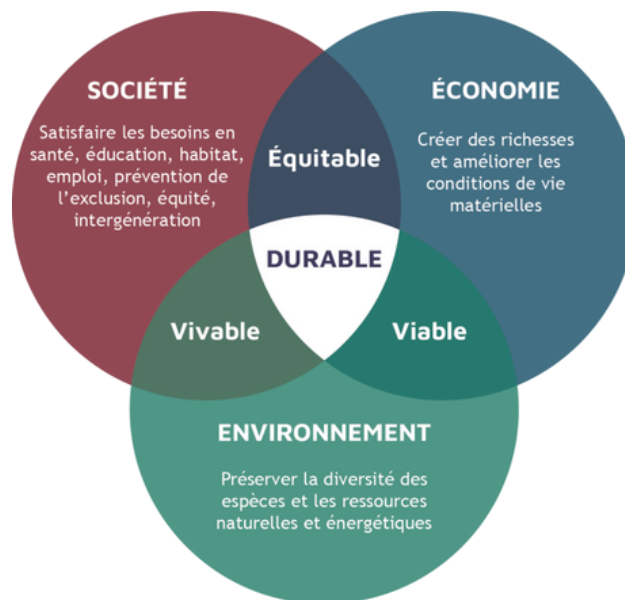 SOCIÉTÉ
Satisfaire les besoins en
santé, éducation, habitat,
emploi, prévention de
l'exclusion, équité,
intergénération
Équitable
ÉCONOMIE
Créer des richesses
et améliorer les
conditions de vie
matérielles
DURABLE
Vivable
Viable
ENVIRONNEMENT
Préserver la diversité des
espèces et les ressources
naturelles et énergétiques